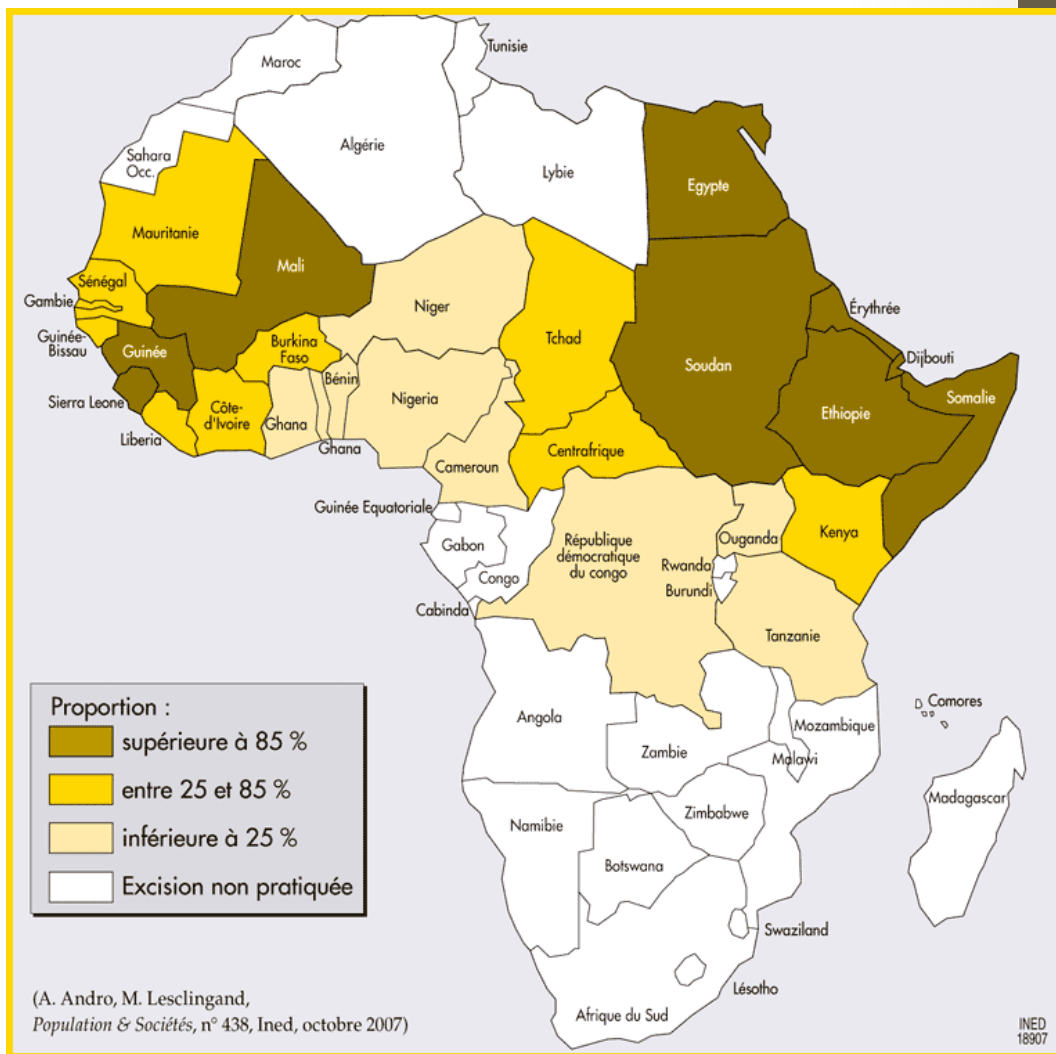 Tunisie
Maroc
Algérie
Sahara
Occ.
Lybie
Egypte
Mauritanie
Mali
Sénégal
Gambie
Niger
Érythrée
Guinée-
Bissau
Guinée
Burkina
Faso
Tchad
Dijbouti
Soudan
Bénin
Somalie
Sierra Leone
Nigeria
Côte-
d'Ivoire
Ethiopie
Ghana
Liberia
Ghana
Centrafrique
Cameroun
Guinée Equatoriale
Kenya
République
démocratique
du congo
Ouganda
Gabon
Rwanda
Congo
Burundi
Cabinda
Tanzanie
Comores
Angola
Mozambique
Zambie
Malawi
Madagascar
Zimbabwe
Namibie
Botswana
Swaziland
Lésotho
Afrique du Sud
Proportion :
supérieure à 85 %
entre 25 et 85 %
inférieure à 25 %
Excision non pratiquée
(A. Andro, M. Lesclingand,
Population & Sociétés, n° 438, Ined, octobre 2007)
INED
18907